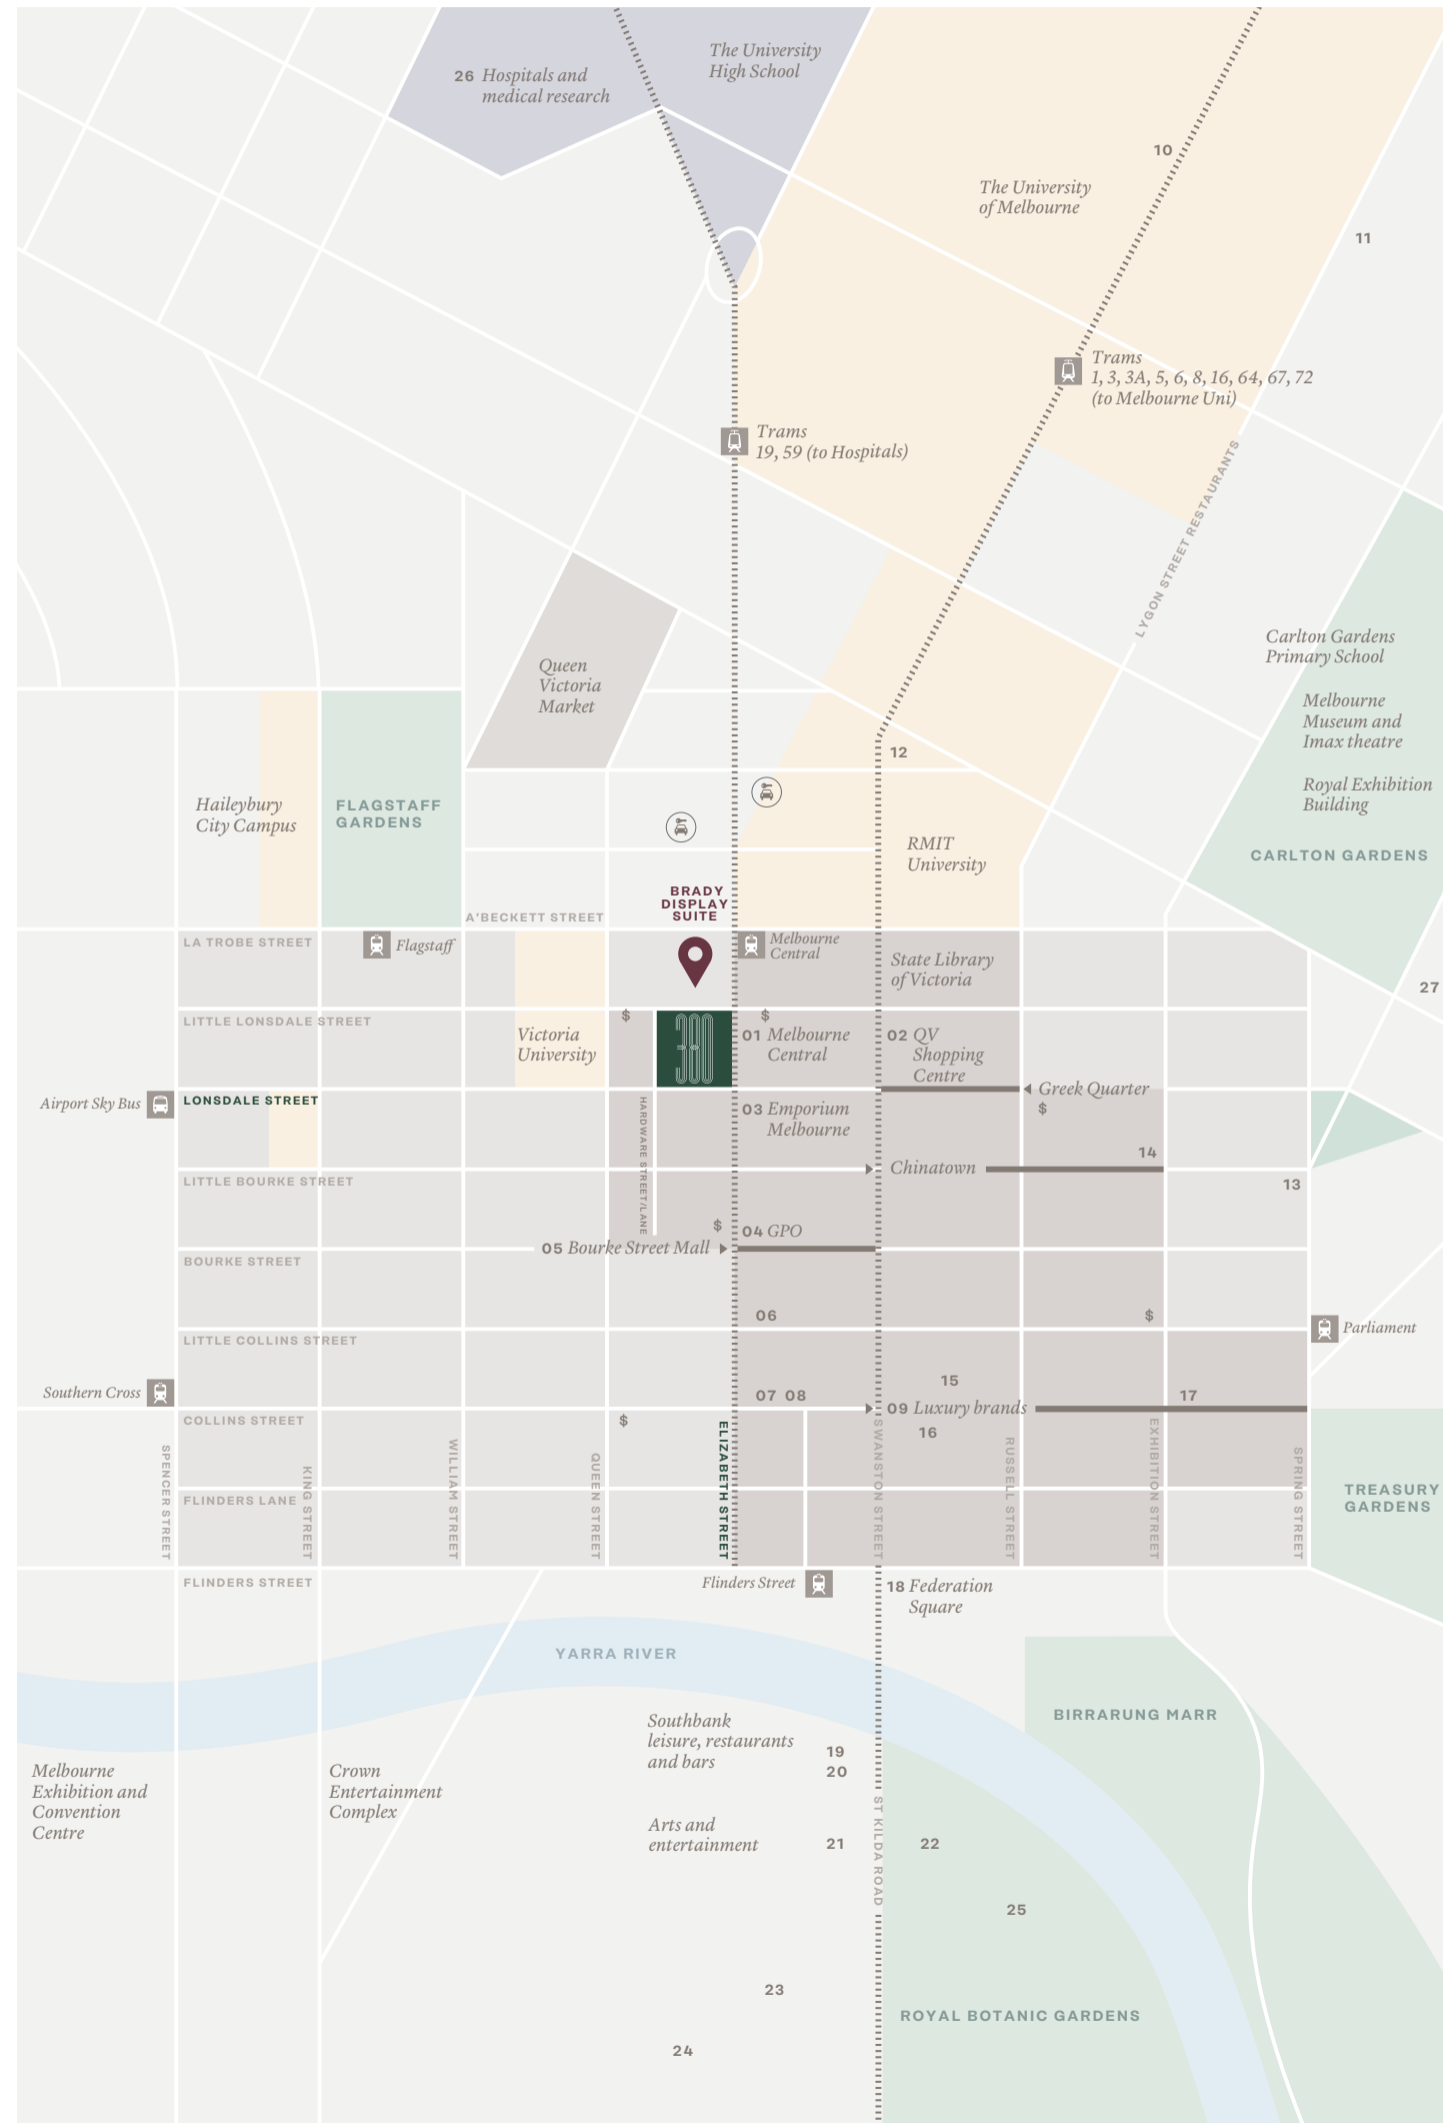 The University
High School
26 Hospitals and
medical research
10
The University
of Melbourne
11
Trams
1, 3, 3A, 5, 6, 8, 16, 64, 67, 72
(to Melbourne Uni)
Trams
19, 59 (to Hospitals)
LYGON STREET RESTAURANTS
Carlton Gardens
Primary School
Queen
Victoria
Market
Melbourne
Museum and
Imax theatre
12
Royal Exhibition
Building
Haileybury
City Campus
FLAGSTAFF
GARDENS
RMIT
University
CARLTON GARDENS
BRADY
DISPLAY
SUITE
A'BECKETT STREET
LA TROBE STREET
Flagstaff
Melbourne
Central
State Library
of Victoria
27
LITTLE LONSDALE STREET
$
$
Victoria
University
380
01 Melbourne
Central
02 QV
Shopping
Centre
Greek Quarter
$
Airport Sky Bus
LONSDALE STREET
HARDWARE STREET/LANE
03 Emporium
Melbourne
14
Chinatown
13
LITTLE BOURKE STREET
$
04 GPO
05 Bourke Street Mall
BOURKE STREET
06
$
LITTLE COLLINS STREET
Parliament
Southern Cross
07 08
15
17
09 Luxury brands
16
COLLINS STREET
$
SPENCER STREET
KING STREET
WILLIAM STREET
QUEEN STREET
ELIZABETH STREET
SWANSTON STREET
RUSSELL STREET
EXHIBITION STREET
SPRING STREET
FLINDERS LANE
TREASURY
GARDENS
FLINDERS STREET
Flinders Street
18 Federation
Square
YARRA RIVER
BIRRARUNG MARR
Southbank
leisure, restaurants
and bars
19
20
Melbourne
Exhibition and
Convention
Centre
Crown
Entertainment
Complex
Arts and
entertainment
21
ST KILDA ROAD
22
25
23
ROYAL BOTANIC GARDENS
24